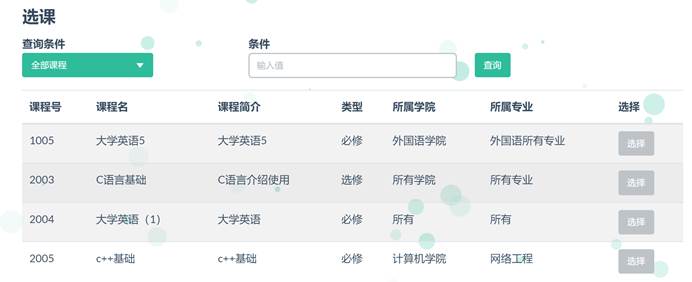 选课
查询条件 条件
全部课程 输入值 查询
课程号 课程名 课程简介 类型 所属学院 所属专业 选择
1005 大学英语5 大学英语5 必修 外国语学院 外国语所有专业 选择
2003 C语言基础 C语言介绍使用 选修 所有学院 所有专业 选择
2004 大学英语（1） 大学英语 必修 所有 所有 选择
2005 c++基础 c++基础 必修 计算机学院 网络工程 选择